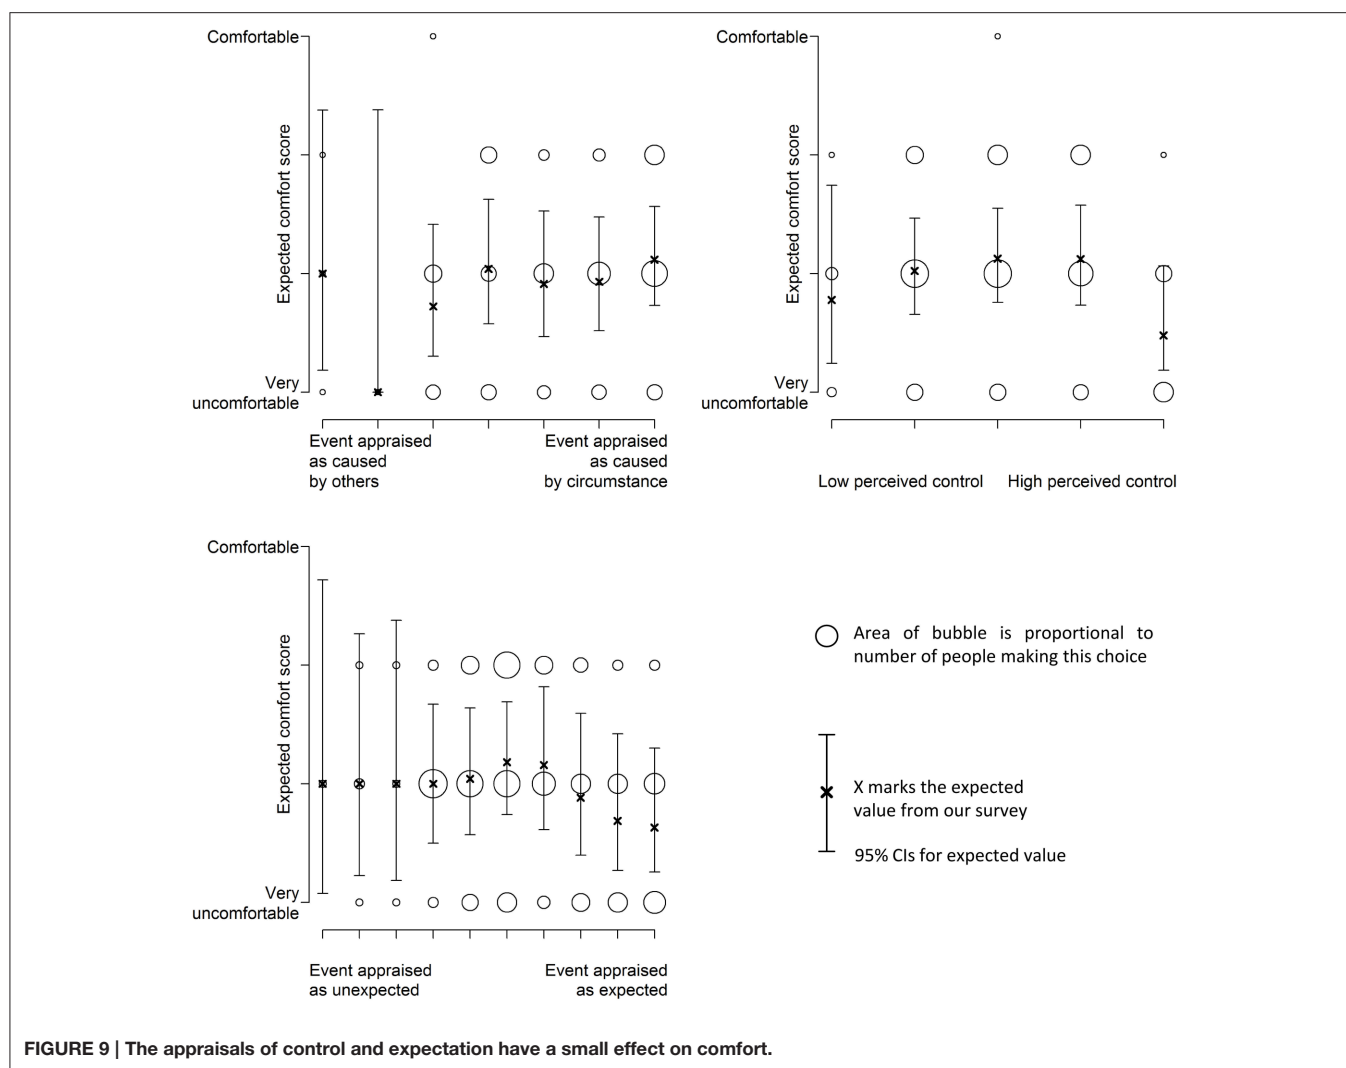 Comfortable
Expected comfort score
Very
uncomfortable
Event appraised
as caused
by others
Event appraised
as caused
by circumstance
Comfortable
Expected comfort score
Very
uncomfortable
Low perceived control
High perceived control
Comfortable
Expected comfort score
Very
uncomfortable
Event appraised
as unexpected
Event appraised
as expected
Area of bubble is proportional to
number of people making this choice
X marks the expected
value from our survey
95% CIs for expected value
FIGURE 9 | The appraisals of control and expectation have a small effect on comfort.